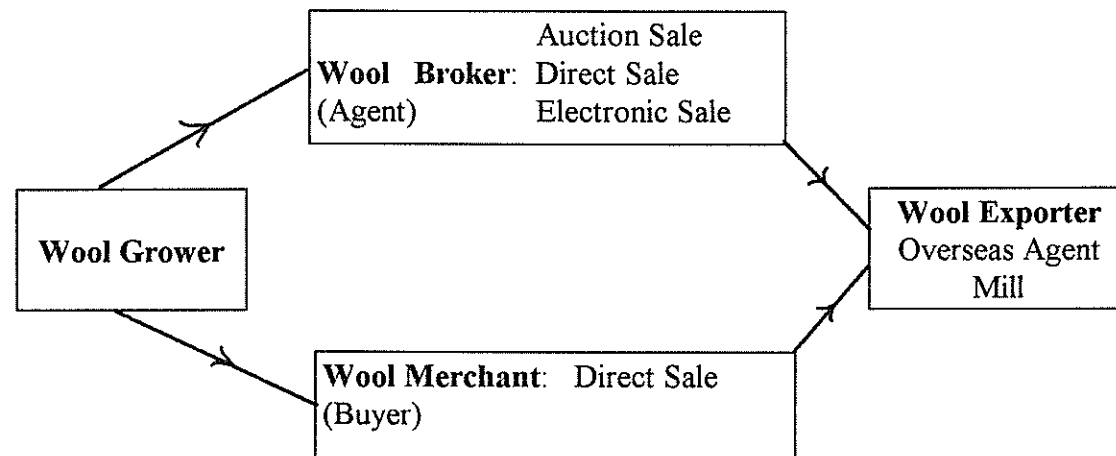 Auction Sale
Wool Broker: Direct Sale
(Agent) Electronic Sale
Wool Grower
Wool Exporter
Overseas Agent
Mill
Wool Merchant: Direct Sale
(Buyer)